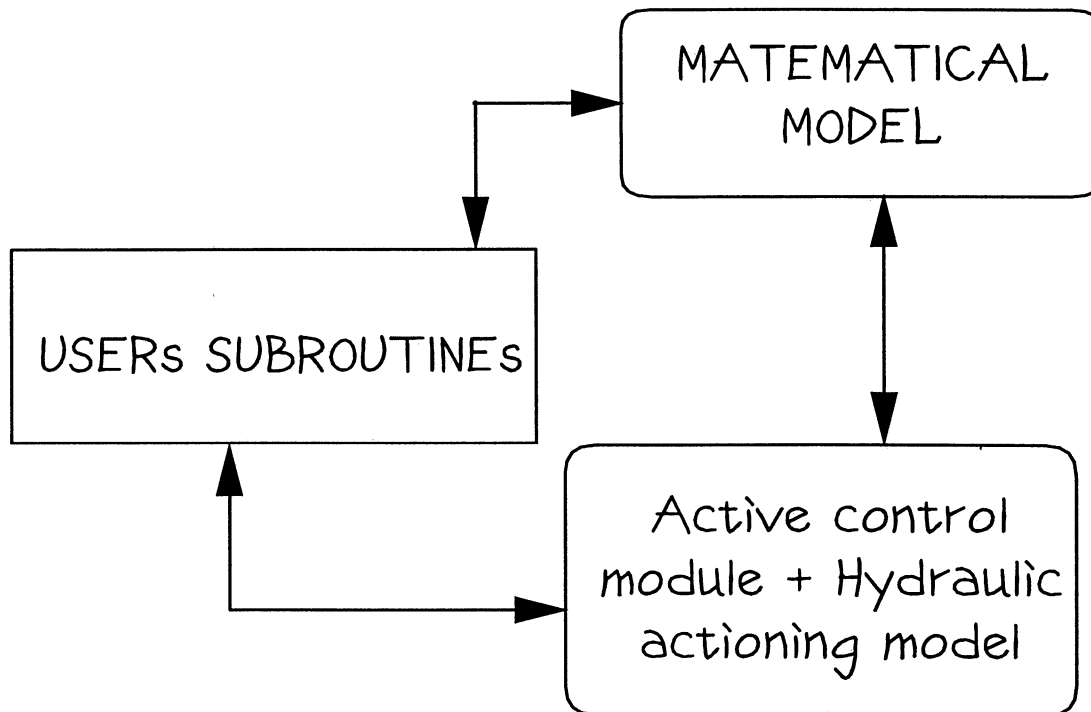 MATEMATICAL
MODEL
USERs SUBROUTINEs
Active control
module + Hydraulic
actioning model